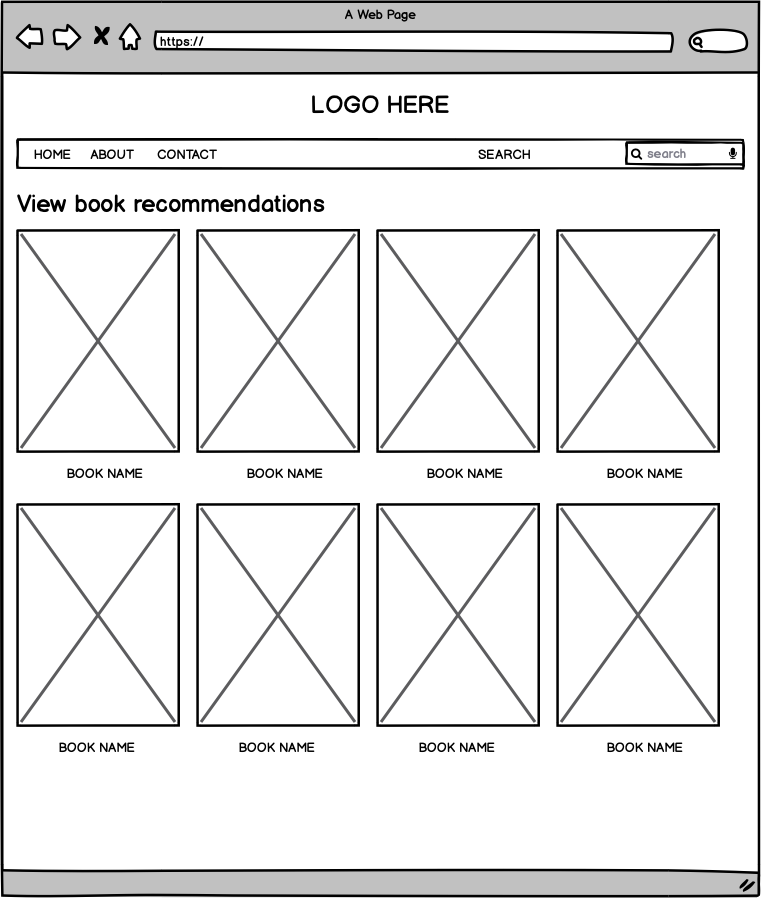 A Web Page
https://
LOGO HERE
HOME ABOUT CONTACT SEARCH search
View book recommendations
BOOK NAME BOOK NAME BOOK NAME BOOK NAME
BOOK NAME BOOK NAME BOOK NAME BOOK NAME